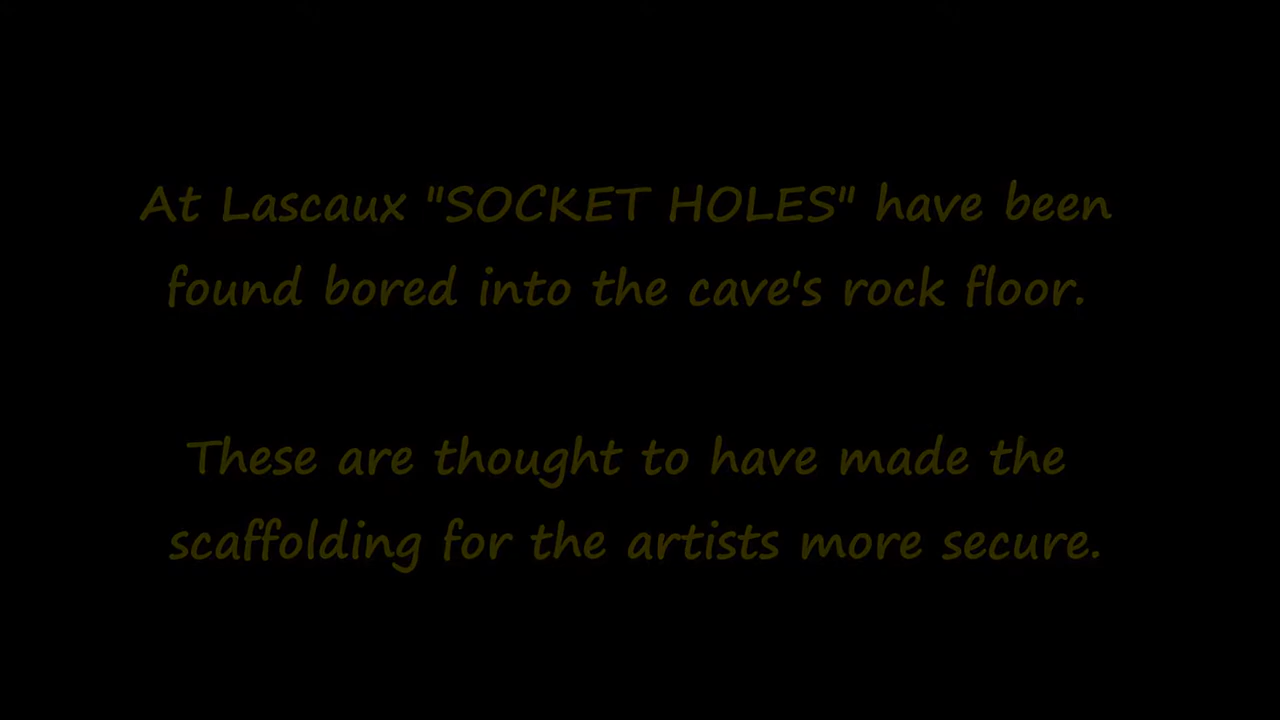 At Lascaux "SOCKET HOLES" have been
found bored into the cave's rock floor.
These are thought to have made the
scaffolding for the artists more secure.